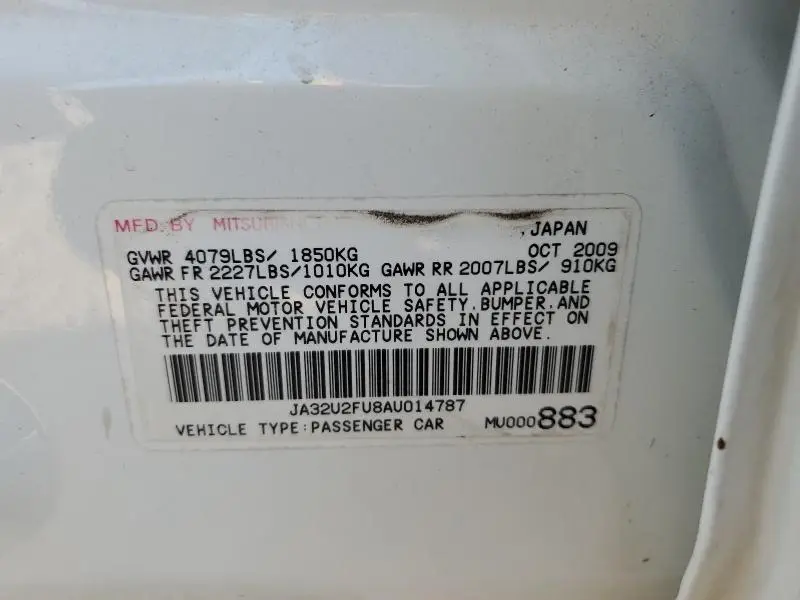 MFD.BY
,JAPAN
GVWR 4079LBS/ 1850KG OCT 2009
GAWR FR 2227LBS/1010KG GAWR RR 2007LBS/ 910KG
THIS VEHICLE CONFORMS TO ALL APPLICABLE
FEDERAL MOTOR VEHICLE SAFETY,BUMPER,AND
THEFT PREVENTION STANDARDS IN EFFECT ON
THE DATE OF MANUFACTURE SHOWN ABOVE.
JA32U2FU8AU014787
VEHICLE TYPE:PASSENGER CAR MU000883